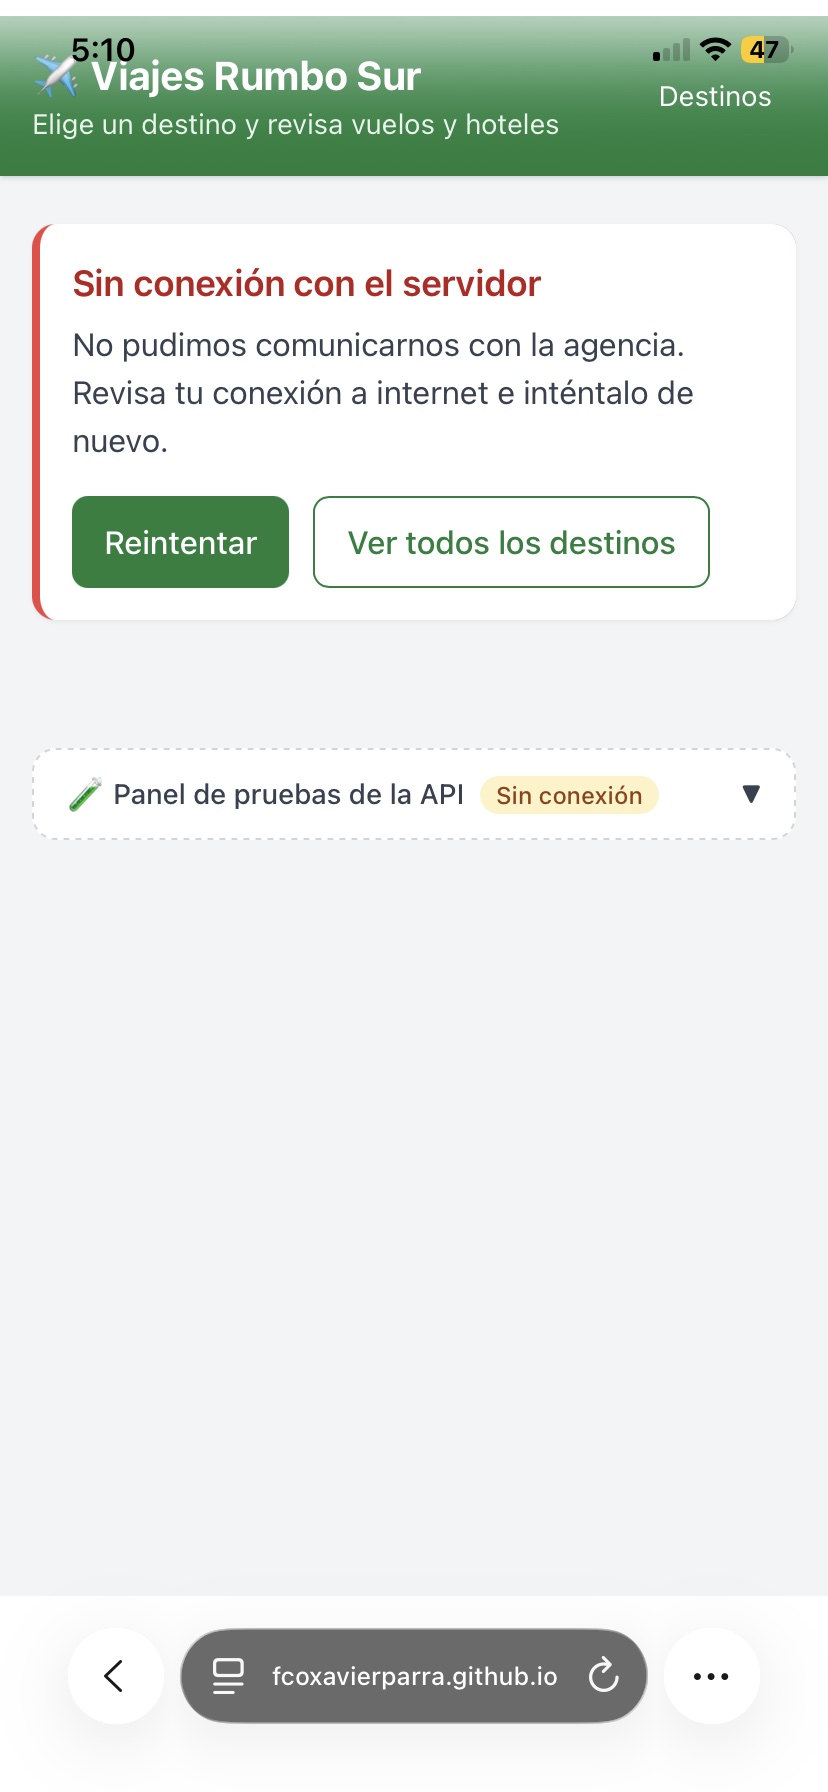 5:10
47
Viajes Rumbo Sur
Destinos
Elige un destino y revisa vuelos y hoteles
Sin conexión con el servidor
No pudimos comunicarnos con la agencia.
Revisa tu conexión a internet e inténtalo de
nuevo.
Reintentar
Ver todos los destinos
Panel de pruebas de la API
Sin conexión
fcoxavierparra.github.io